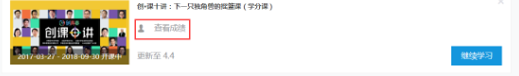 创•课十讲：下一只独角兽的摇篮课（学分课）
创课十讲
查看成绩
2017-03-27 - 2018-09-30 开课中
更新至 4.4
继续学习